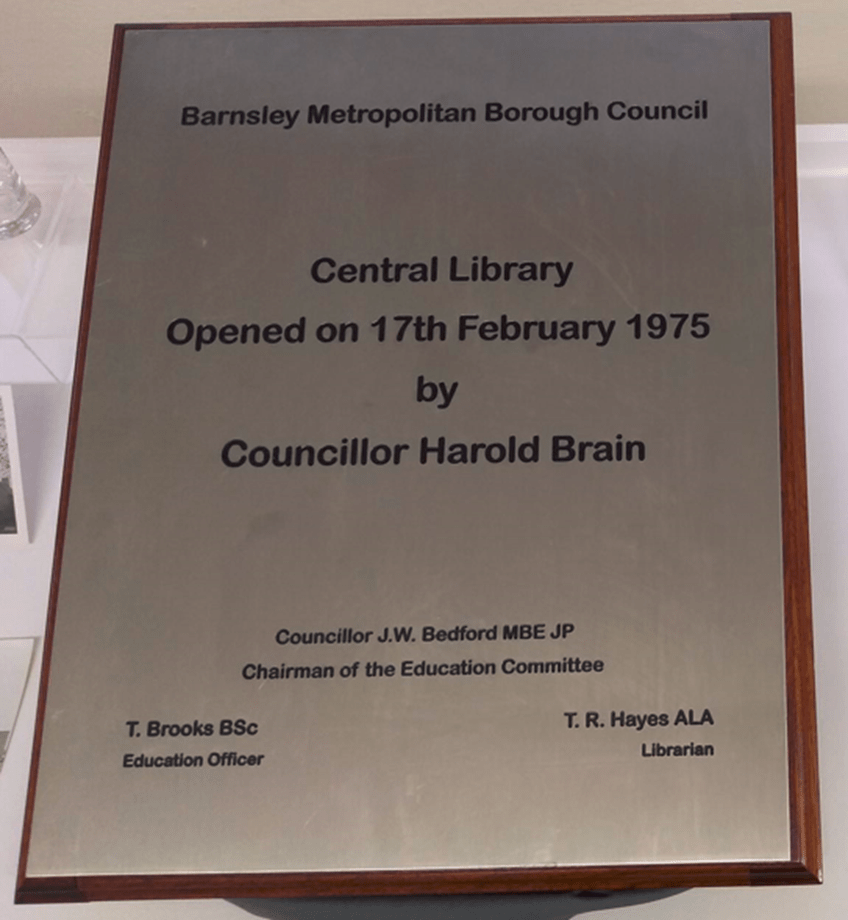 Barnsley Metropolitan Borough Council
Central Library
Opened on 17th February 1975
by
Councillor Harold Brain
Councillor J.W. Bedford MBE JP
Chairman of the Education Committee
T. Brooks BSc
Education Officer
T. R. Hayes ALA
Librarian